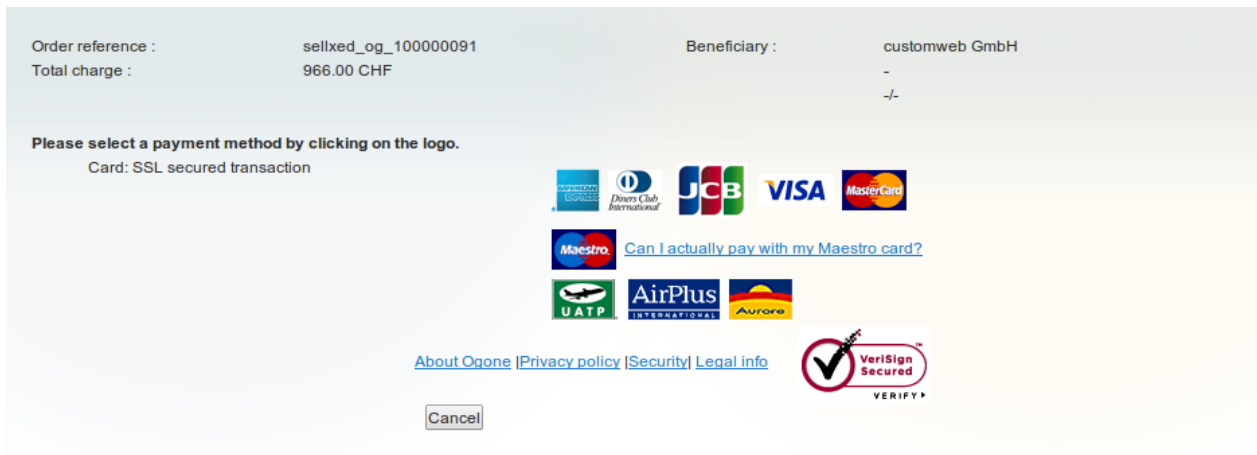 Order reference : sellxed_og_100000091 Beneficiary : customweb GmbH
Total charge : 966.00 CHF -
-/-
Please select a payment method by clicking on the logo.
Card: SSL secured transaction
AMERICAN EXPRESS
Diners Club International
JCB
VISA
MasterCard
Maestro Can I actually pay with my Maestro card?
UATP
AirPlus
INTERNATIONAL
Aurore
About Ogone |Privacy policy |Security| Legal info
VeriSign
Secured
VERIFY
Cancel